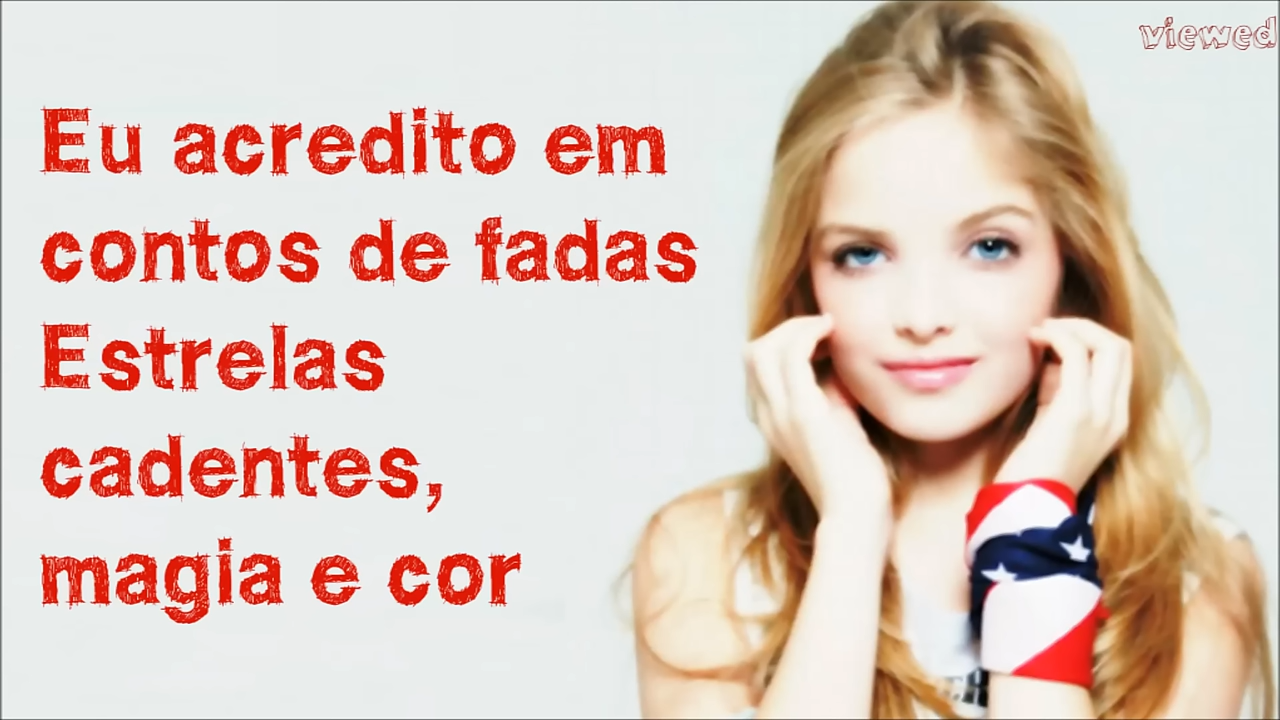 viewed
Eu acredito em
contos de fadas
Estrelas
cadentes,
magia e cor